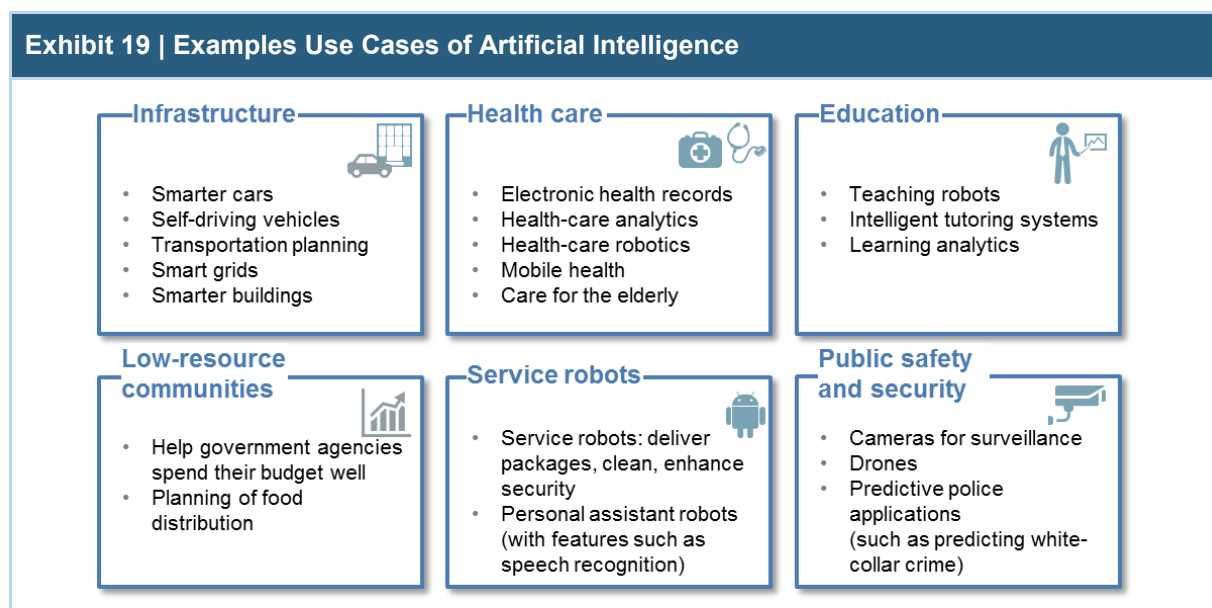 Exhibit 19 | Examples Use Cases of Artificial Intelligence
Infrastructure
• Smarter cars
• Self-driving vehicles
• Transportation planning
• Smart grids
• Smarter buildings
Health care
• Electronic health records
• Health-care analytics
• Health-care robotics
• Mobile health
• Care for the elderly
Education
• Teaching robots
• Intelligent tutoring systems
• Learning analytics
Low-resource
communities
• Help government agencies
spend their budget well
• Planning of food
distribution
Service robots
• Service robots: deliver
packages, clean, enhance
security
• Personal assistant robots
(with features such as
speech recognition)
Public safety
and security
• Cameras for surveillance
• Drones
• Predictive police
applications
(such as predicting white-
collar crime)